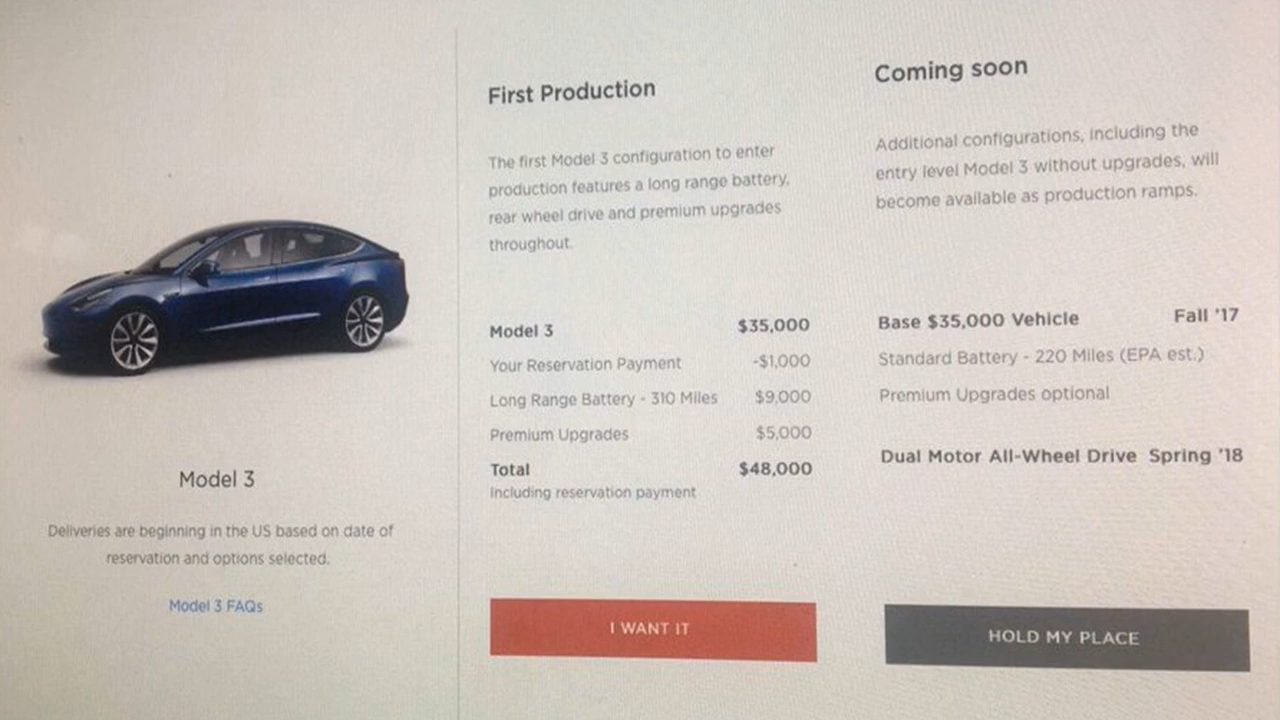 Model 3
Deliveries are beginning in the US based on date of
reservation and options selected.
Model 3 FAQs
First Production
The first Model 3 configuration to enter
production features a long range battery,
rear wheel drive and premium upgrades
throughout.
Model 3 $35,000
Your Reservation Payment -$1,000
Long Range Battery - 310 Miles $9,000
Premium Upgrades $5,000
Total $48,000
Including reservation payment
I WANT IT
Coming soon
Additional configurations, including the
entry level Model 3 without upgrades, will
become available as production ramps.
Base $35,000 Vehicle Fall '17
Standard Battery - 220 Miles (EPA est.)
Premium Upgrades optional
Dual Motor All-Wheel Drive Spring '18
HOLD MY PLACE